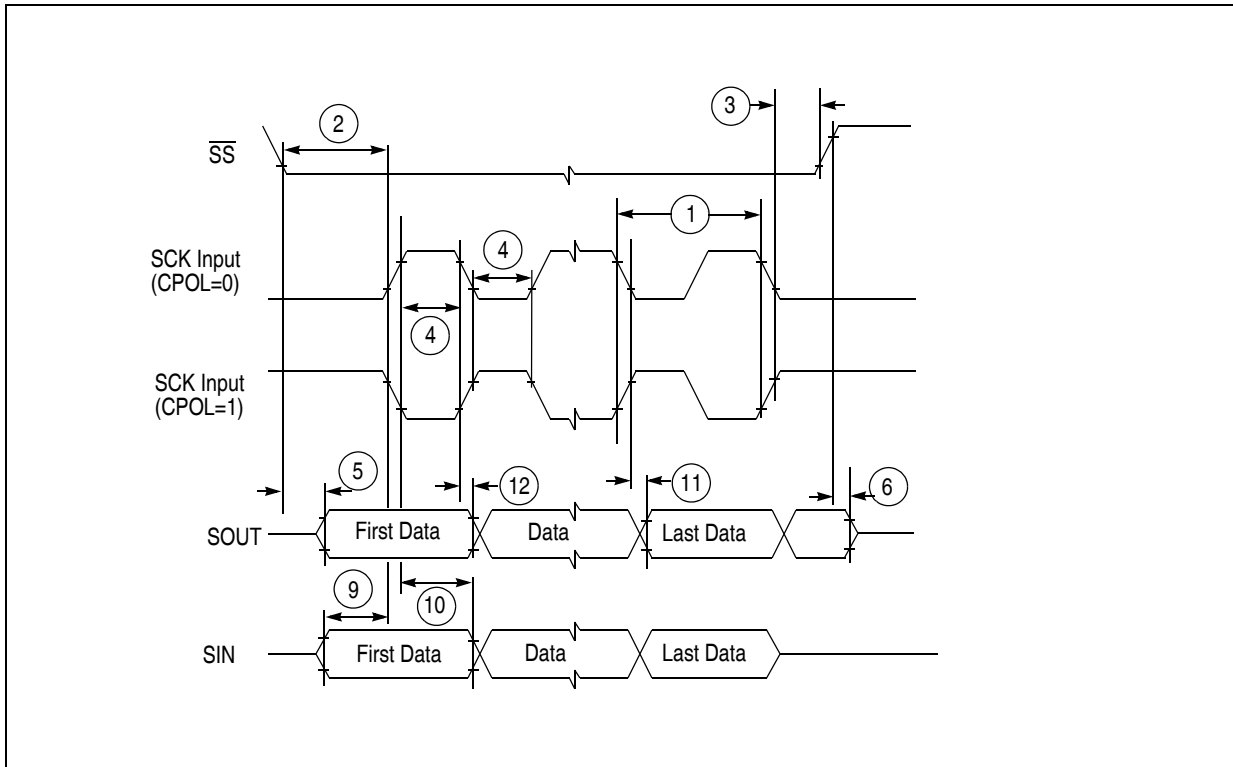 3
2
S̅S̅
1
SCK Input
(CPOL=0)
4
4
SCK Input
(CPOL=1)
5
12
11
6
SOUT
First Data
Data
Last Data
9
10
SIN
First Data
Data
Last Data